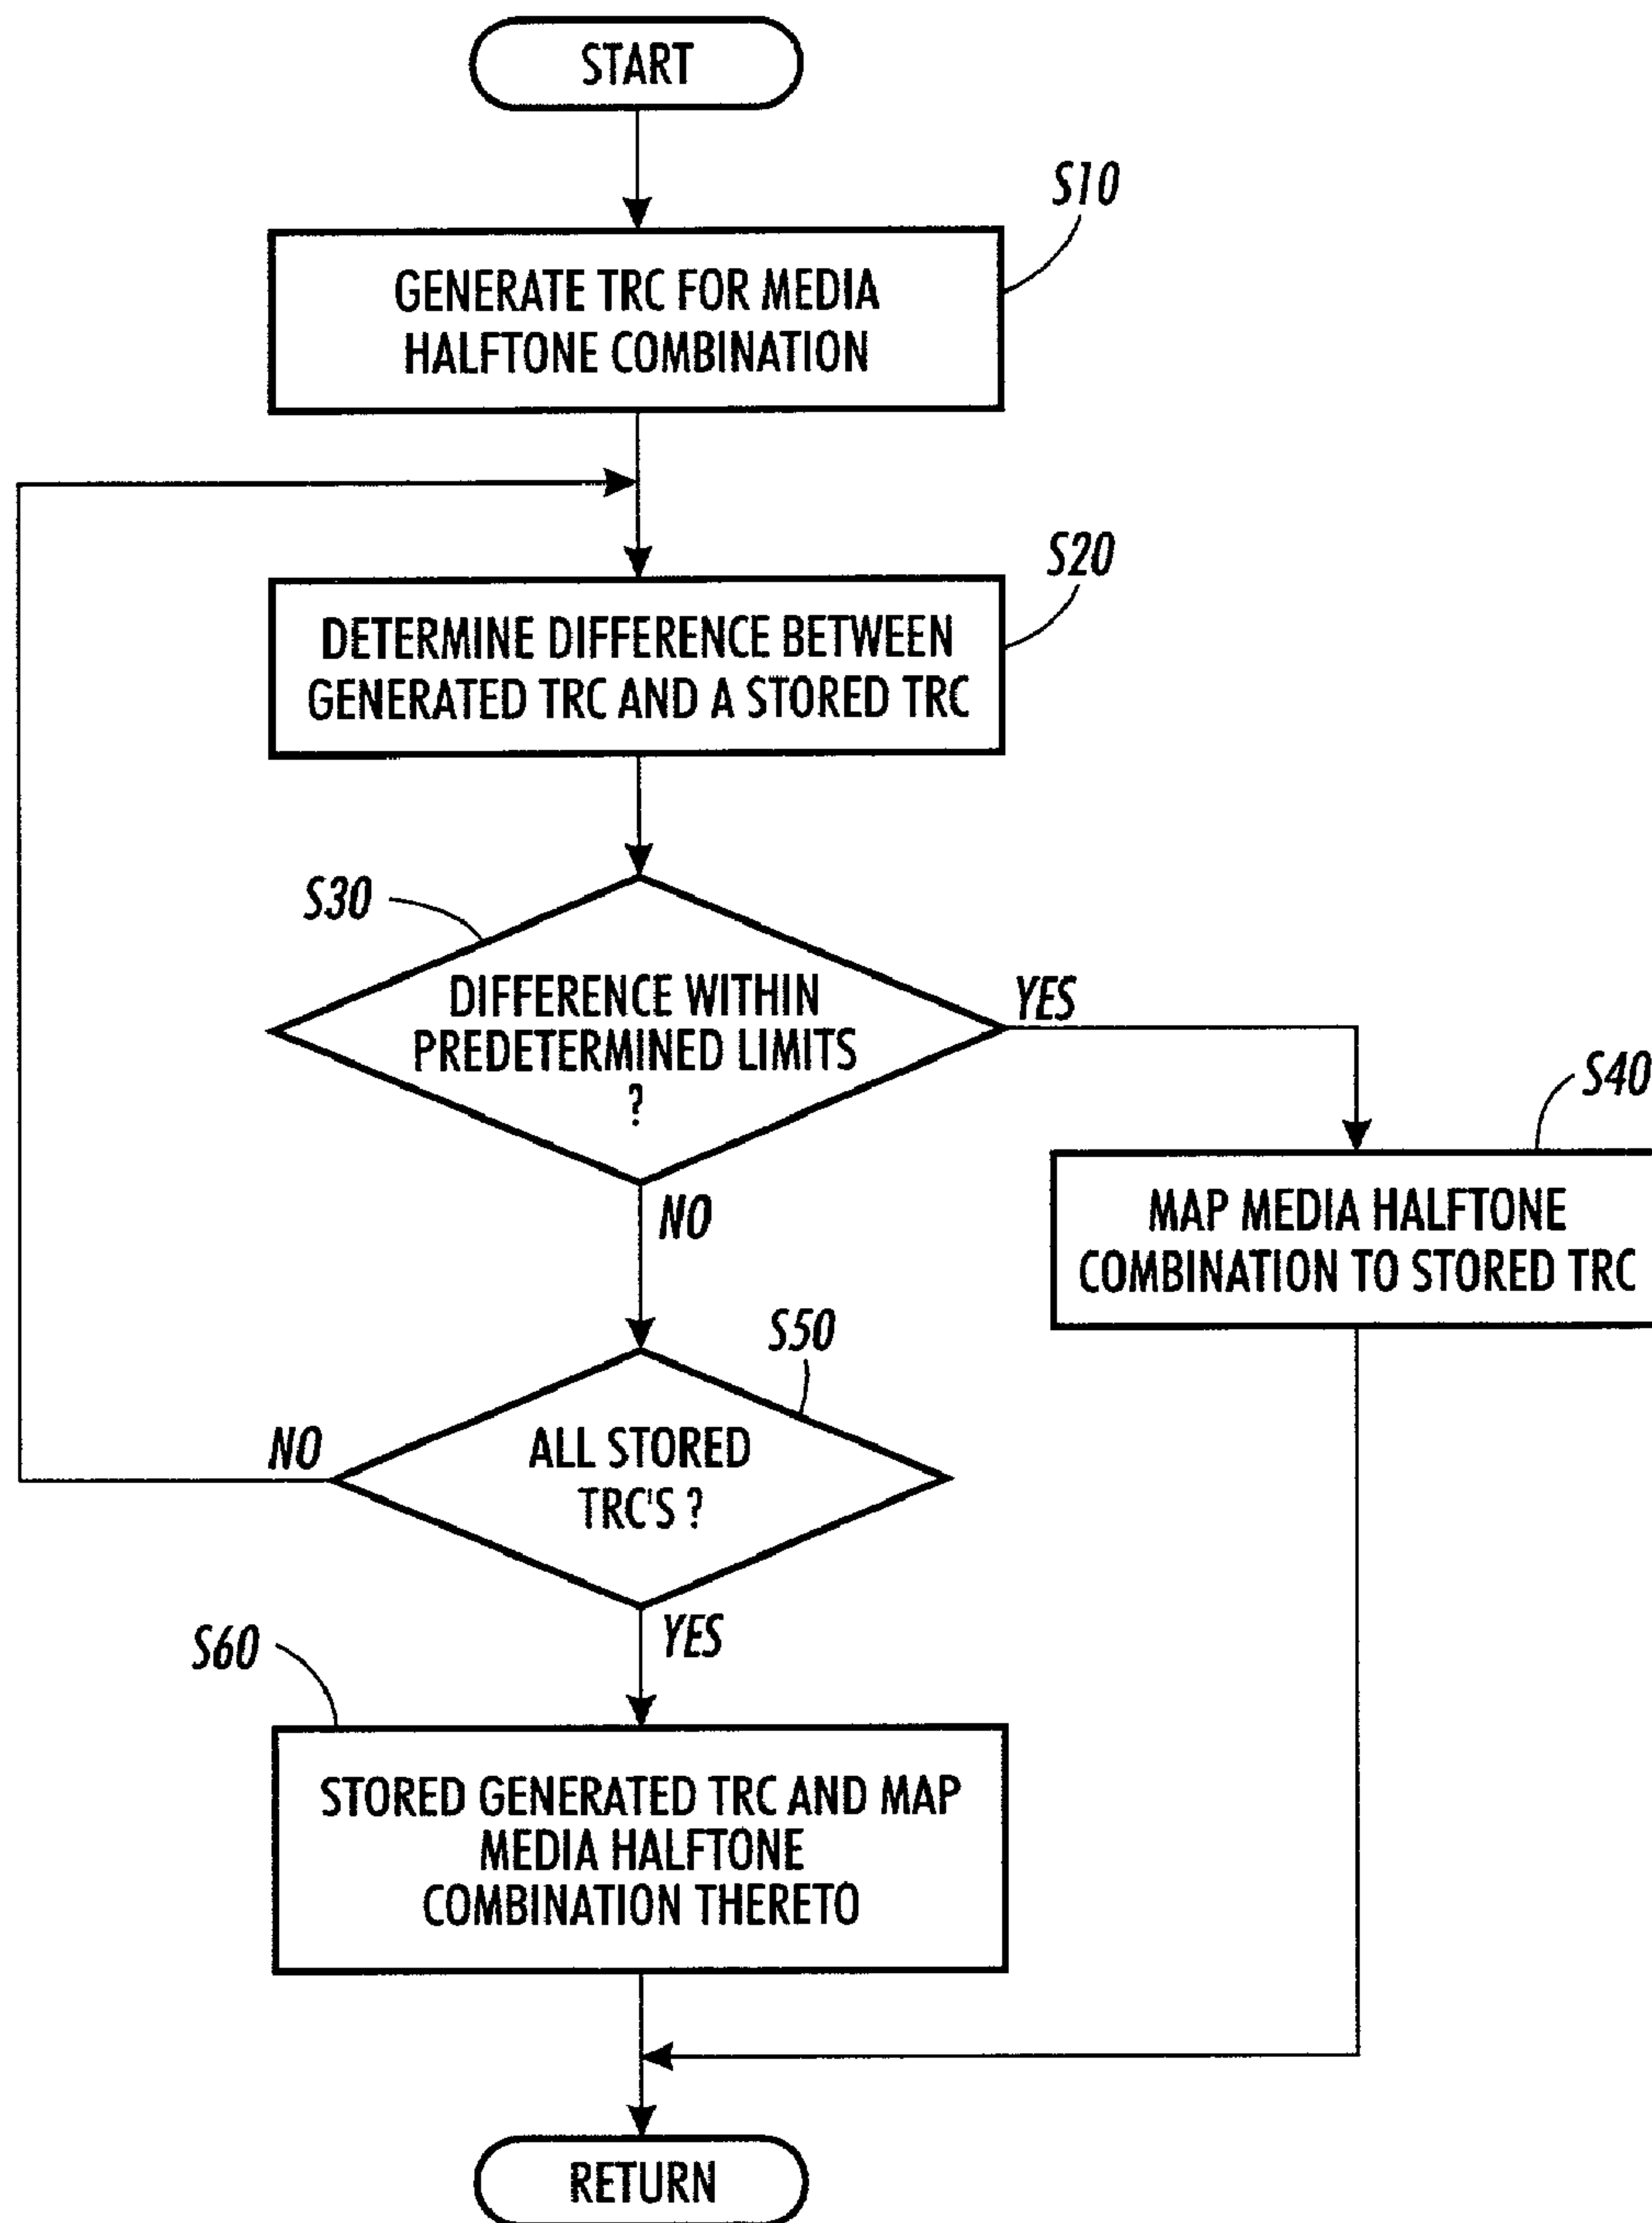 START
S10
GENERATE TRC FOR MEDIA
HALFTONE COMBINATION
S20
DETERMINE DIFFERENCE BETWEEN
GENERATED TRC AND A STORED TRC
S30
DIFFERENCE WITHIN
PREDETERMINED LIMITS
?
YES
NO
S40
MAP MEDIA HALFTONE
COMBINATION TO STORED TRC
S50
ALL STORED
TRC'S ?
NO
YES
S60
STORED GENERATED TRC AND MAP
MEDIA HALFTONE
COMBINATION THERETO
RETURN